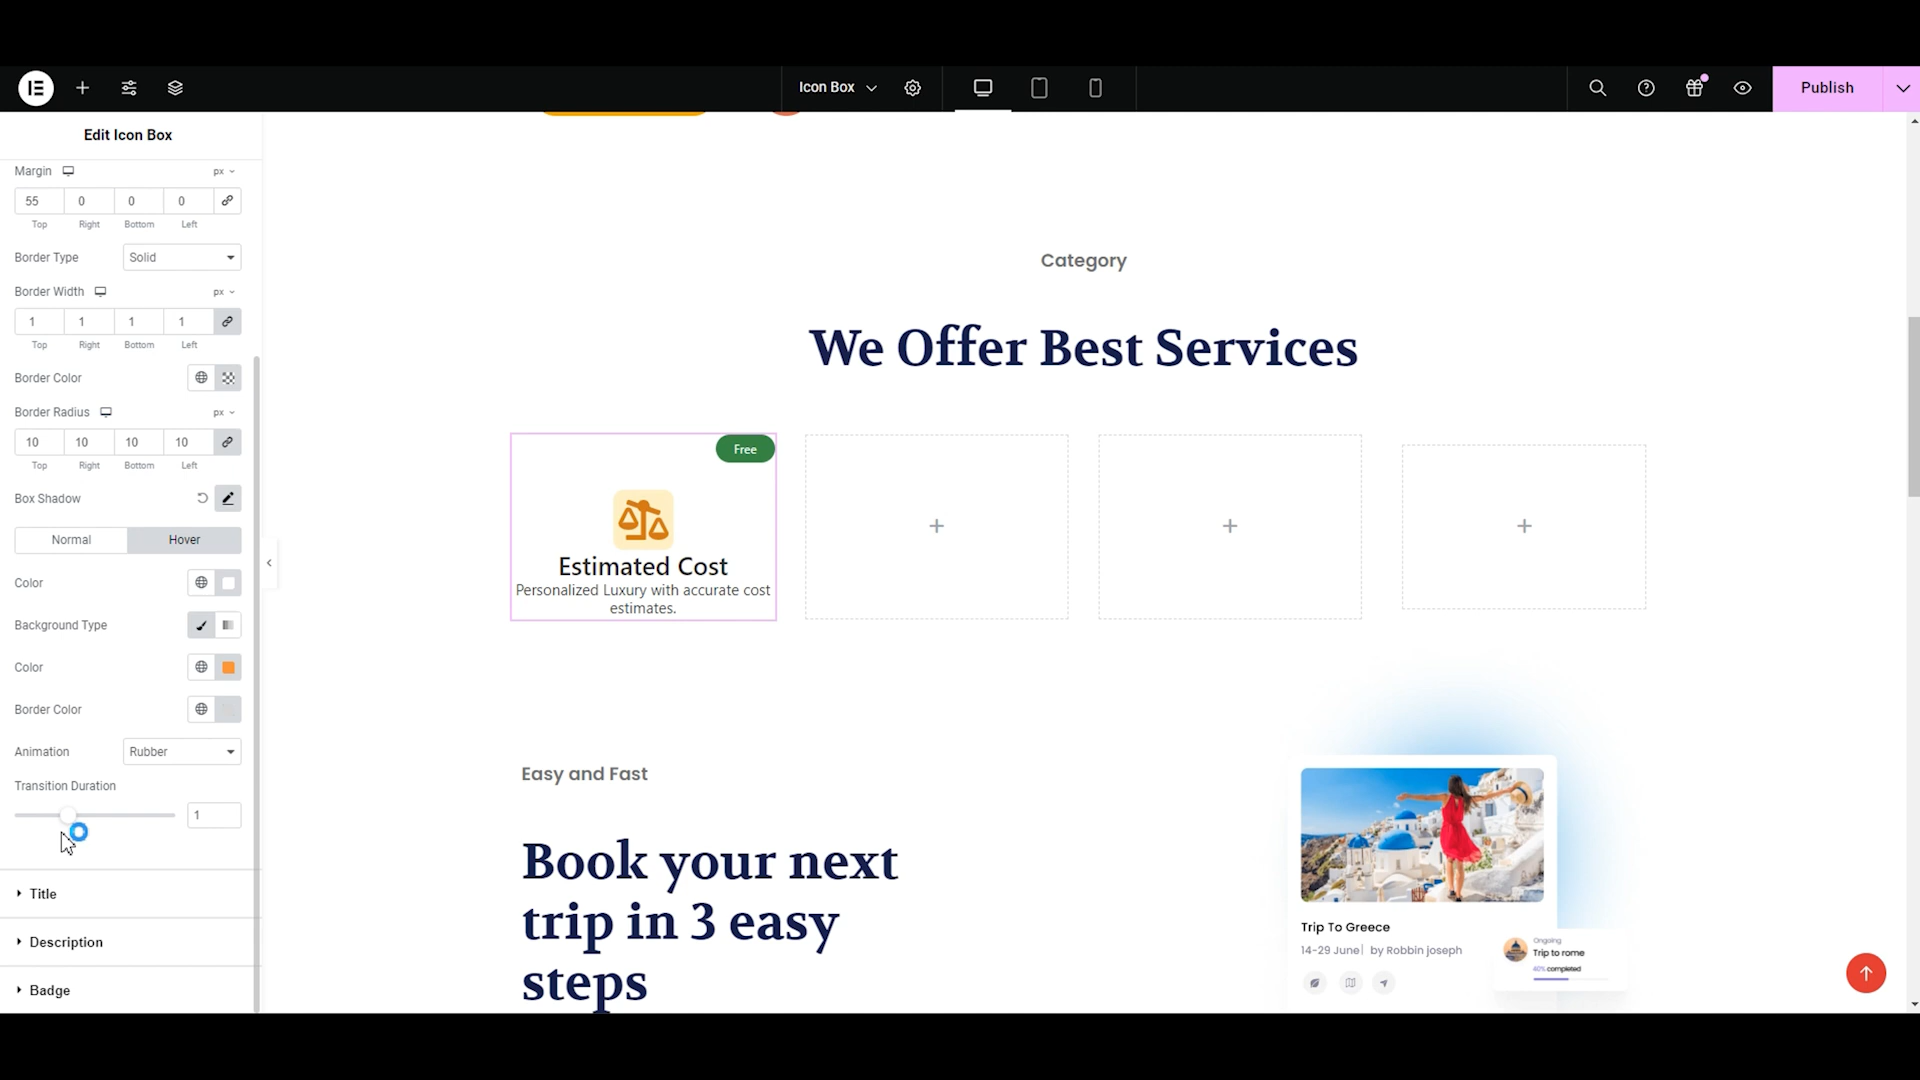 Icon Box
Publish
Edit Icon Box
Margin
px
55
0
0
0
Top
Right
Bottom
Left
Border Type
Solid
Border Width
px
1
1
1
1
Top
Right
Bottom
Left
Border Color
Border Radius
px
10
10
10
10
Top
Right
Bottom
Left
Box Shadow
Normal
Hover
Color
Background Type
Color
Border Color
Animation
Rubber
Transition Duration
1
Title
Description
Badge
Category
We Offer Best Services
Free
Estimated Cost
Personalized Luxury with accurate cost
estimates.
Easy and Fast
Book your next
trip in 3 easy
steps
Trip To Greece
14-29 June| by Robbin joseph
Ongoing
Trip to rome
40% completed